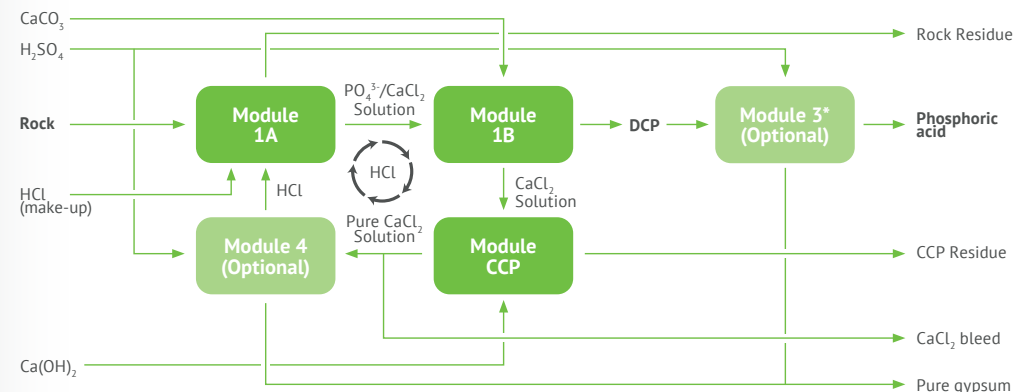 CaCO₃
H₂SO₄
Rock Residue
Rock
Module
1A
PO₄³⁻/CaCl₂
Solution
Module
1B
DCP
Module 3*
(Optional)
Phosphoric
acid
HCl
HCl
(make-up)
HCl
CaCl₂
Solution
Pure CaCl₂
Solution
Module 4
(Optional)
Module
CCP
CCP Residue
CaCl₂ bleed
Ca(OH)₂
Pure gypsum